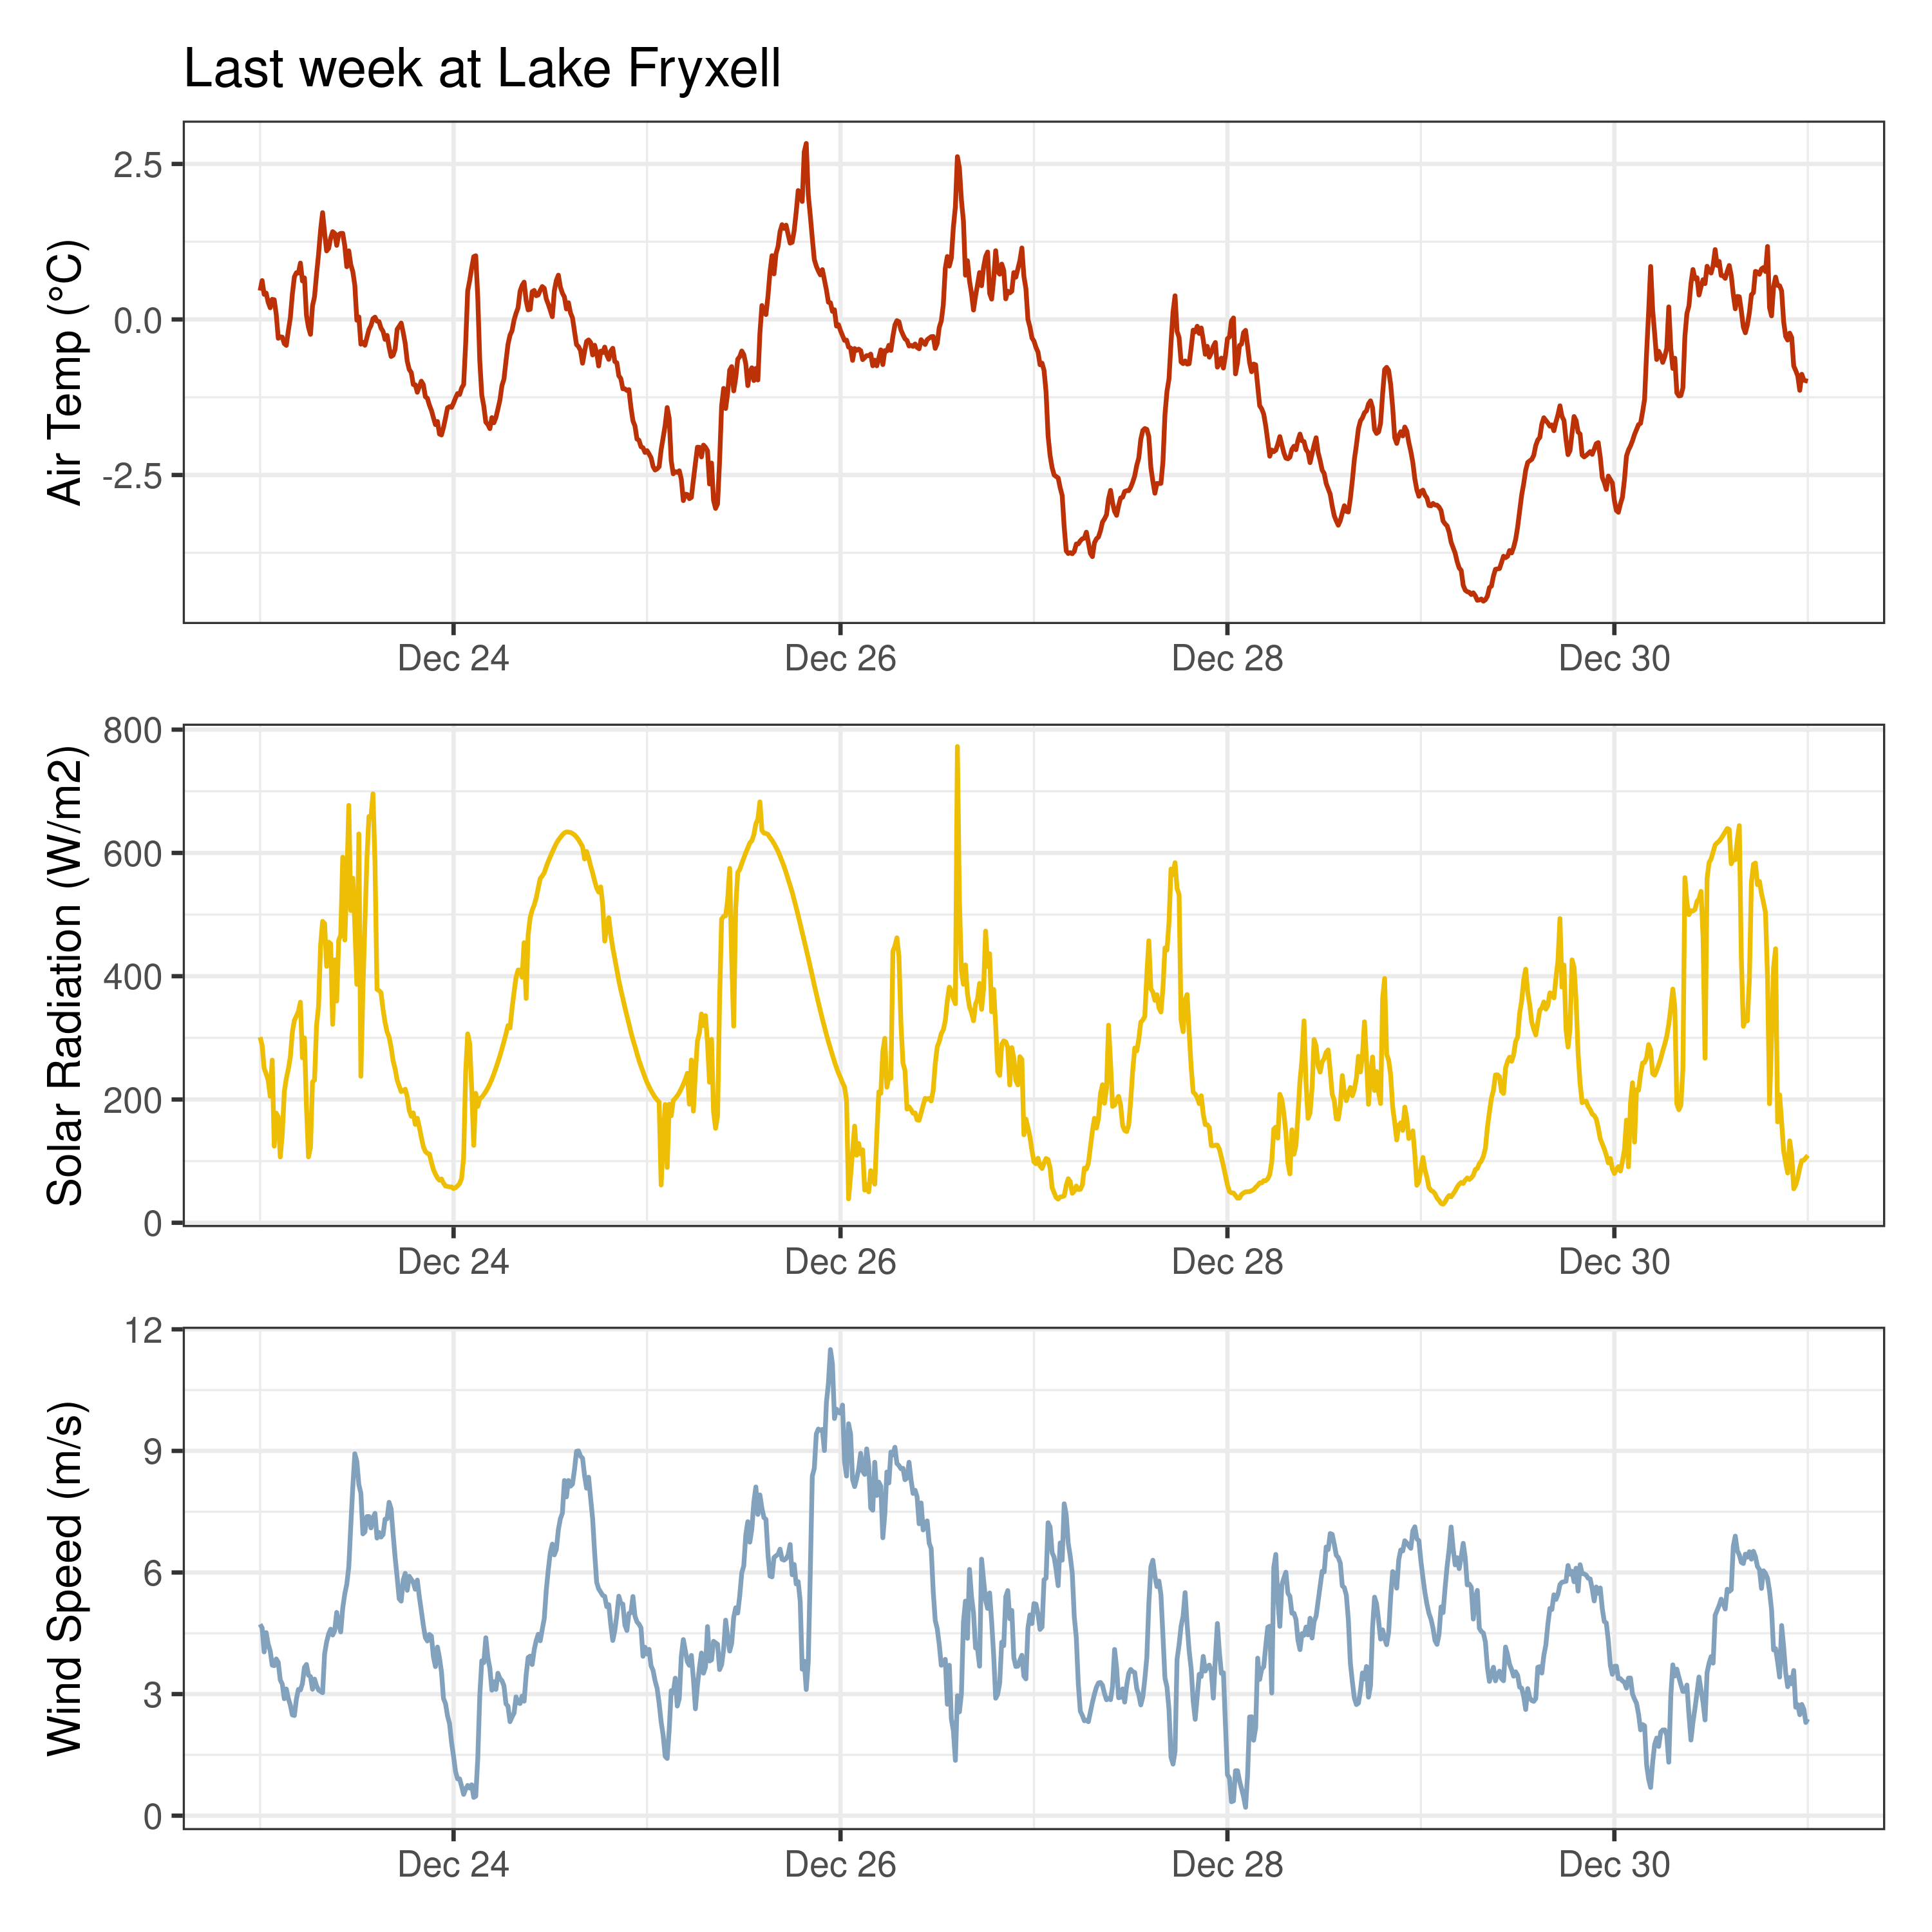 Last week at Lake Fryxell
Air Temp (°C)
2.5
0.0
-2.5
Dec 24 Dec 26 Dec 28 Dec 30
Solar Radiation (W/m2)
800
600
400
200
0
Dec 24 Dec 26 Dec 28 Dec 30
Wind Speed (m/s)
12
9
6
3
0
Dec 24 Dec 26 Dec 28 Dec 30